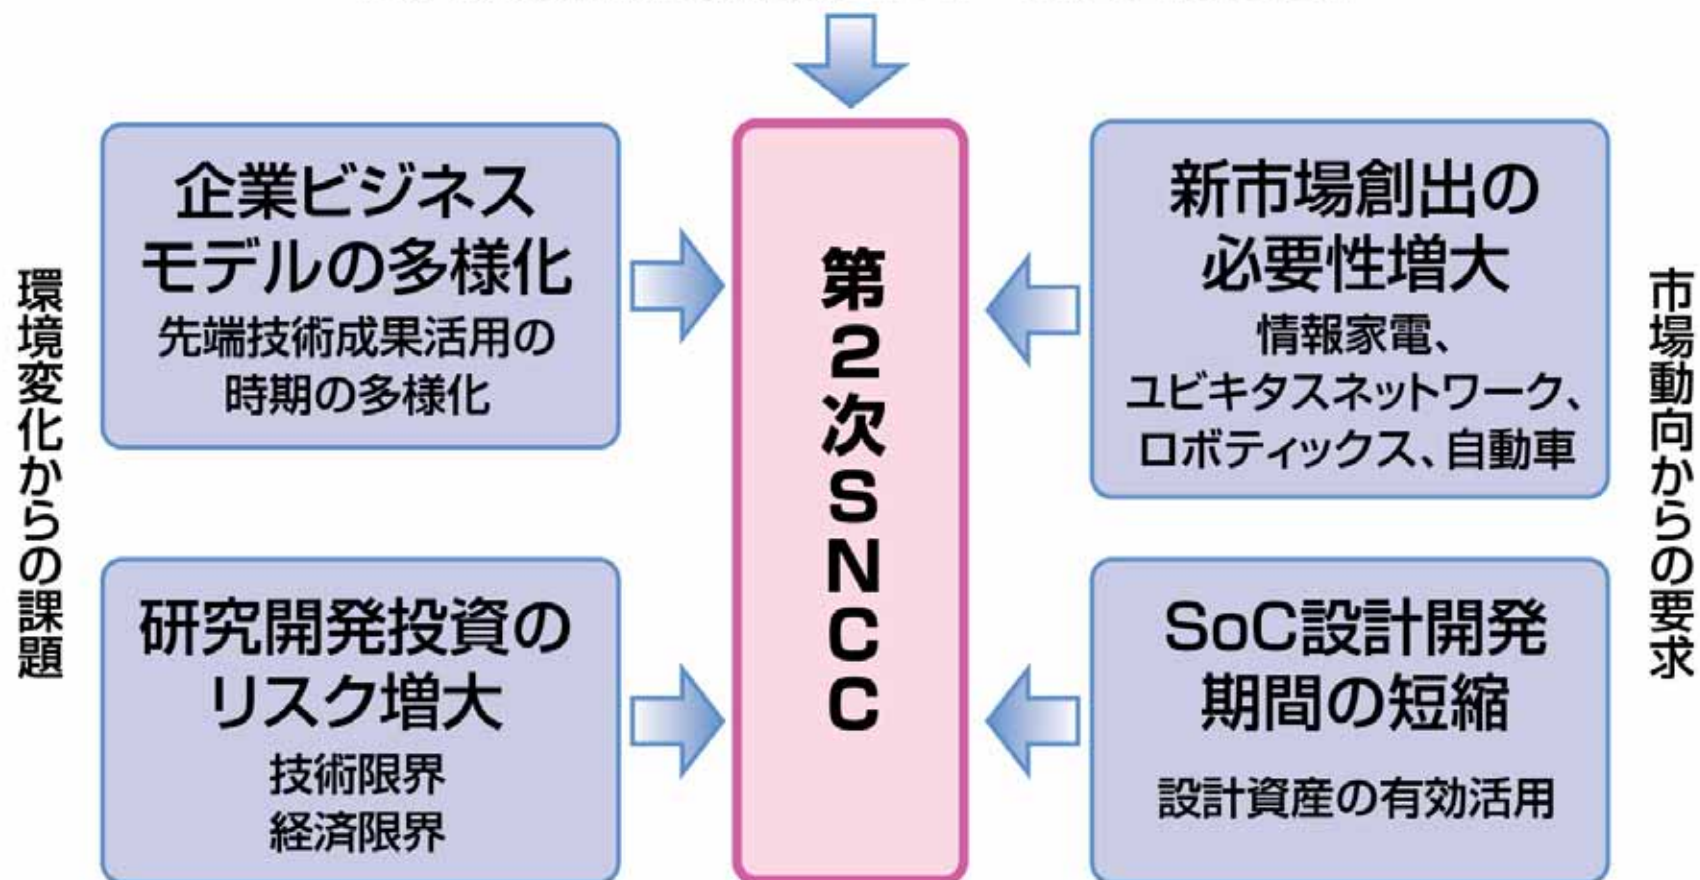 環境変化からの課題
企業ビジネス
モデルの多様化
先端技術成果活用の
時期の多様化
研究開発投資の
リスク増大
技術限界
経済限界
第2次SNCC
新市場創出の
必要性増大
情報家電、
ユビキタスネットワーク、
ロボティックス、自動車
SoC設計開発
期間の短縮
設計資産の有効活用
市場動向からの要求